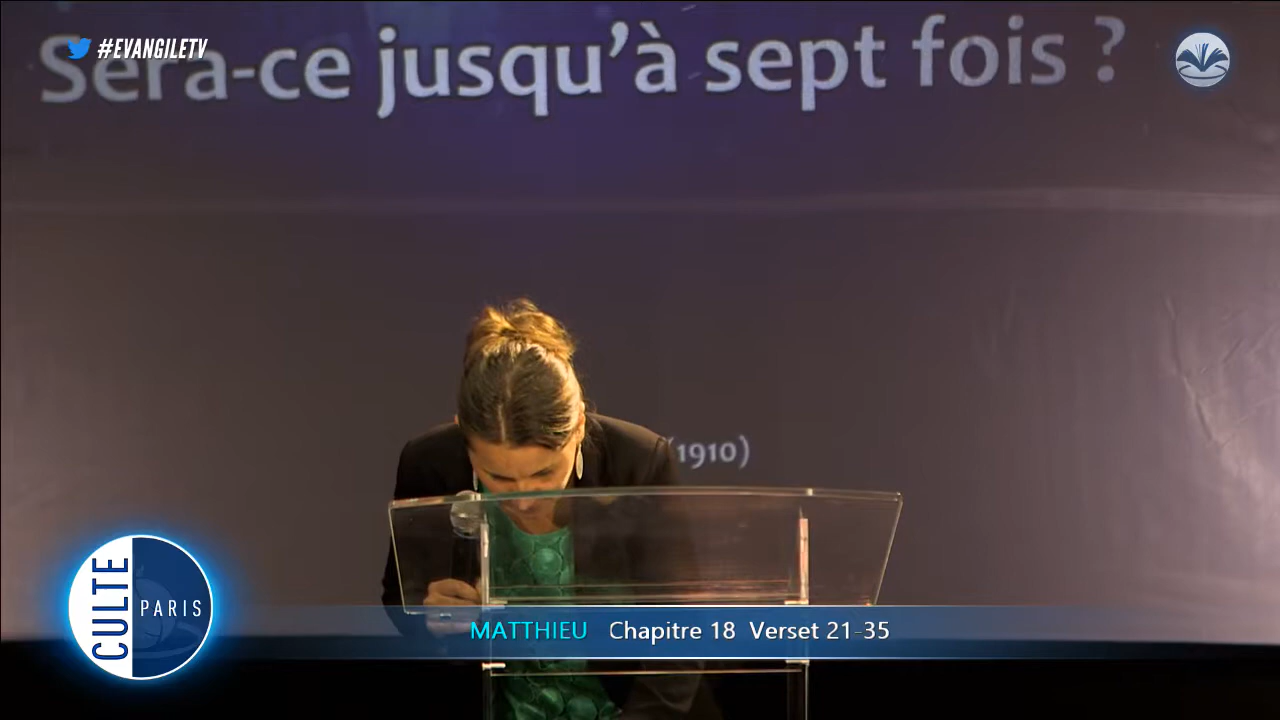 #EVANGILETV
Sera-ce jusqu’à sept fois ?
(1910)
CULTE
PARIS
MATTHIEU Chapitre 18 Verset 21-35